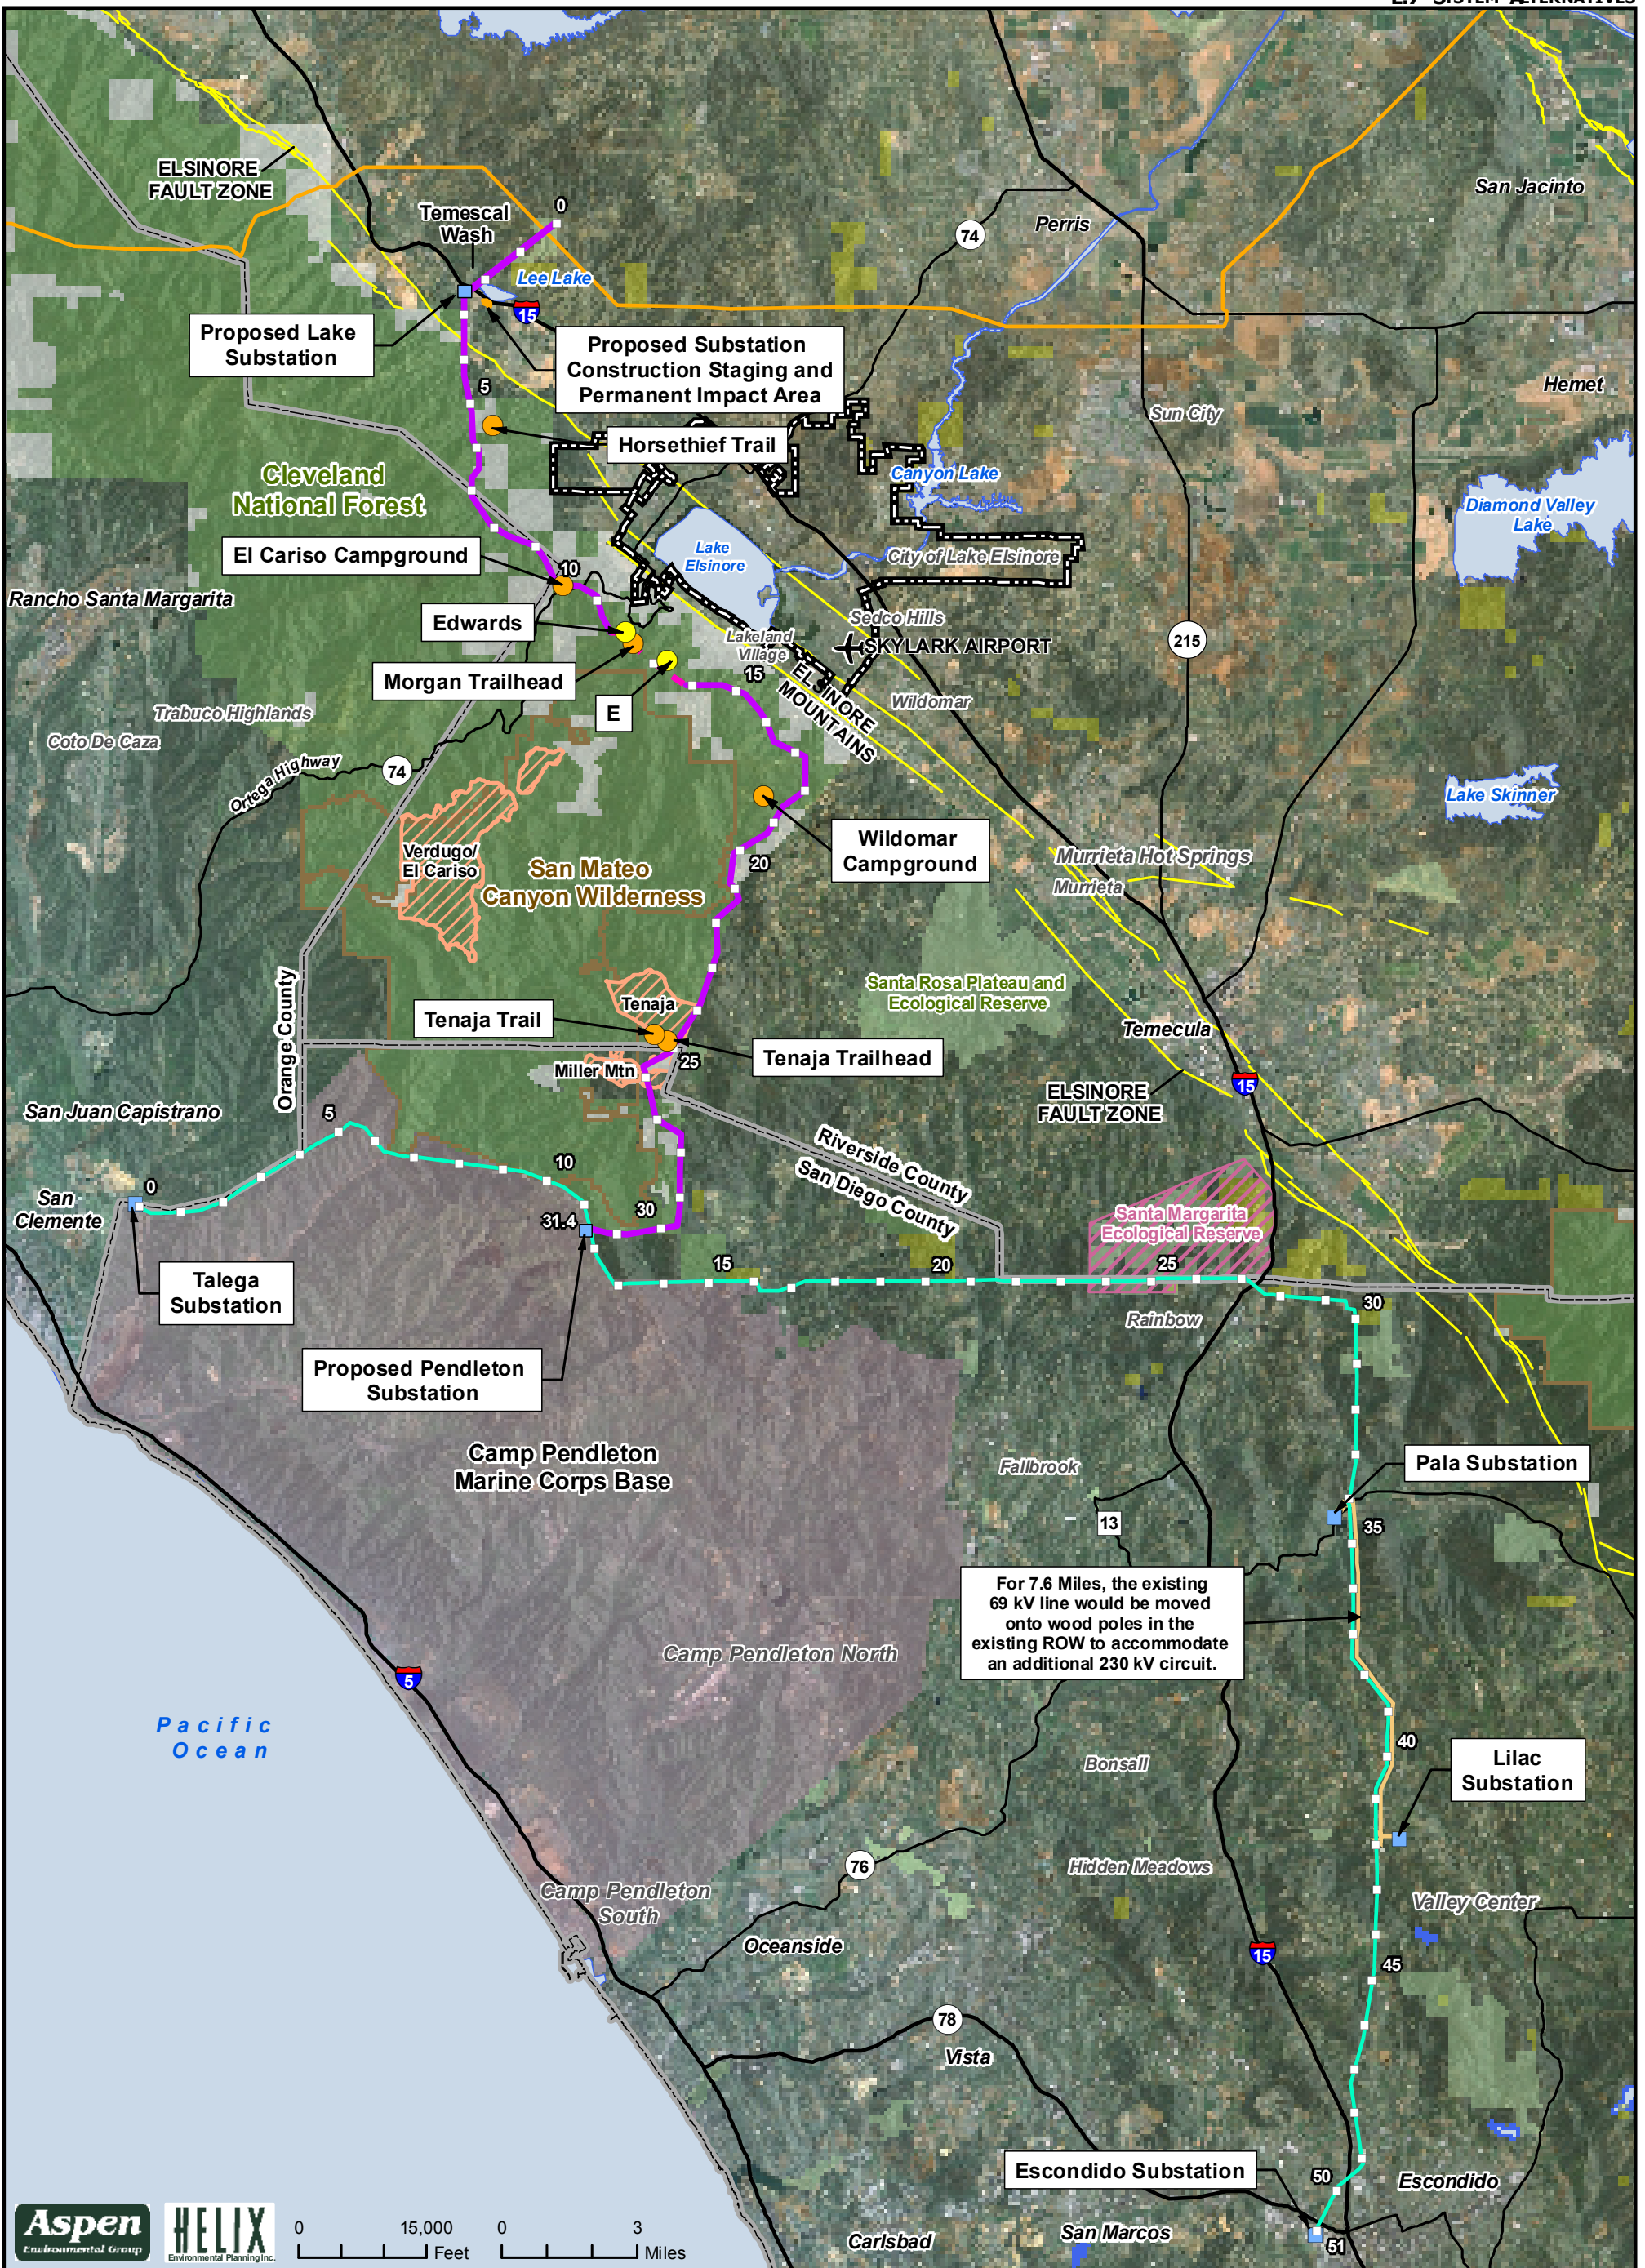 ELSINORE
FAULT ZONE
San Jacinto
Temescal
Wash
0
74
Perris
Lee Lake
15
Proposed Lake
Substation
Proposed Substation
Construction Staging and
Permanent Impact Area
5
Hemet
Sun City
Horsethief Trail
Cleveland
National Forest
Canyon Lake
Diamond Valley
Lake
El Cariso Campground
Lake
Elsinore
City of Lake Elsinore
10
Rancho Santa Margarita
Edwards
Sedco Hills
Lakeland
Village
SKYLARK AIRPORT
215
Morgan Trailhead
15
ELSINORE
MOUNTAINS
E
Wildomar
Trabuco Highlands
Coto De Caza
Ortega Highway
74
Lake Skinner
Wildomar
Campground
Verdugo/
El Cariso
San Mateo
Canyon Wilderness
20
Murrieta Hot Springs
Murrieta
Santa Rosa Plateau and
Ecological Reserve
Tenaja
Tenaja Trail
Temecula
Orange County
Tenaja Trailhead
25
Miller Mtn
15
ELSINORE
FAULT ZONE
San Juan Capistrano
5
Riverside County
San Diego County
10
0
San
Clemente
30
31.4
Santa Margarita
Ecological Reserve
15
20
25
Talega
Substation
30
Rainbow
Proposed Pendleton
Substation
Camp Pendleton
Marine Corps Base
Fallbrook
Pala Substation
13
35
For 7.6 Miles, the existing
69 kV line would be moved
onto wood poles in the
existing ROW to accommodate
an additional 230 kV circuit.
Camp Pendleton North
5
Pacific
Ocean
40
Bonsall
Lilac
Substation
76
Hidden Meadows
Camp Pendleton
South
Valley Center
Oceanside
15
45
78
Vista
Escondido Substation
50
Escondido
Aspen
Environmental Group
HELIX
Environmental Planning Inc.
0 15,000
Feet
0 3
Miles
Carlsbad
San Marcos
51